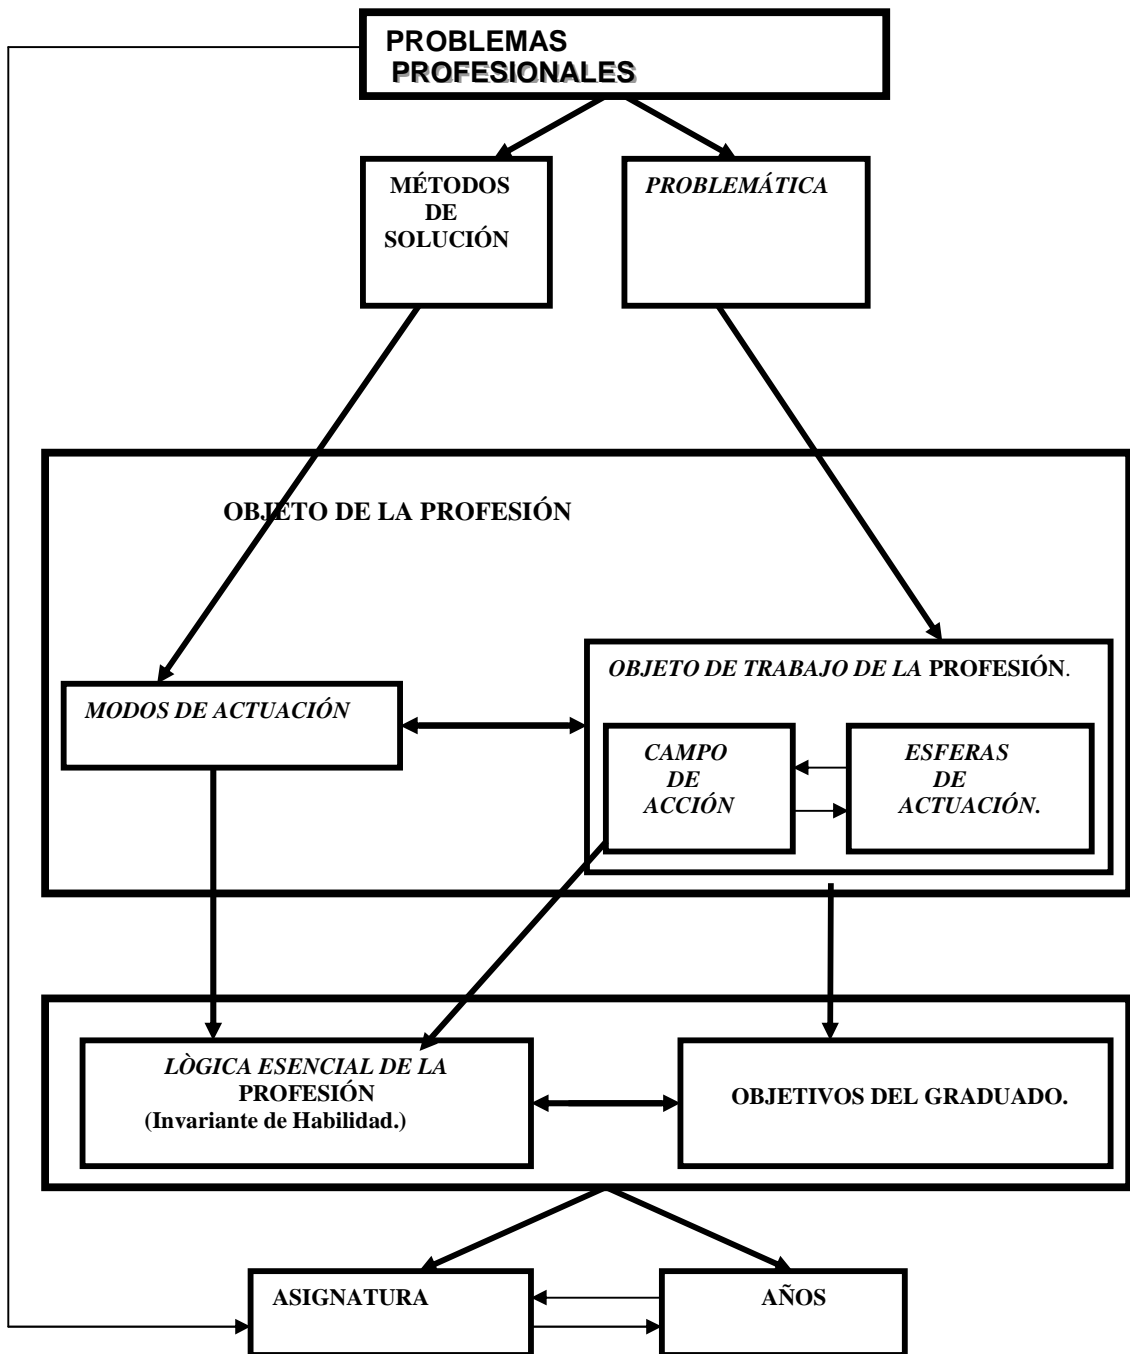 PROBLEMAS
PROFESIONALES
MÉTODOS
DE
SOLUCIÓN
PROBLEMÁTICA
OBJETO DE LA PROFESIÓN
OBJETO DE TRABAJO DE LA PROFESIÓN.
MODOS DE ACTUACIÓN
CAMPO
DE
ACCIÓN
ESFERAS
DE
ACTUACIÓN.
LÒGICA ESENCIAL DE LA
PROFESIÓN
(Invariante de Habilidad.)
OBJETIVOS DEL GRADUADO.
ASIGNATURA
AÑOS